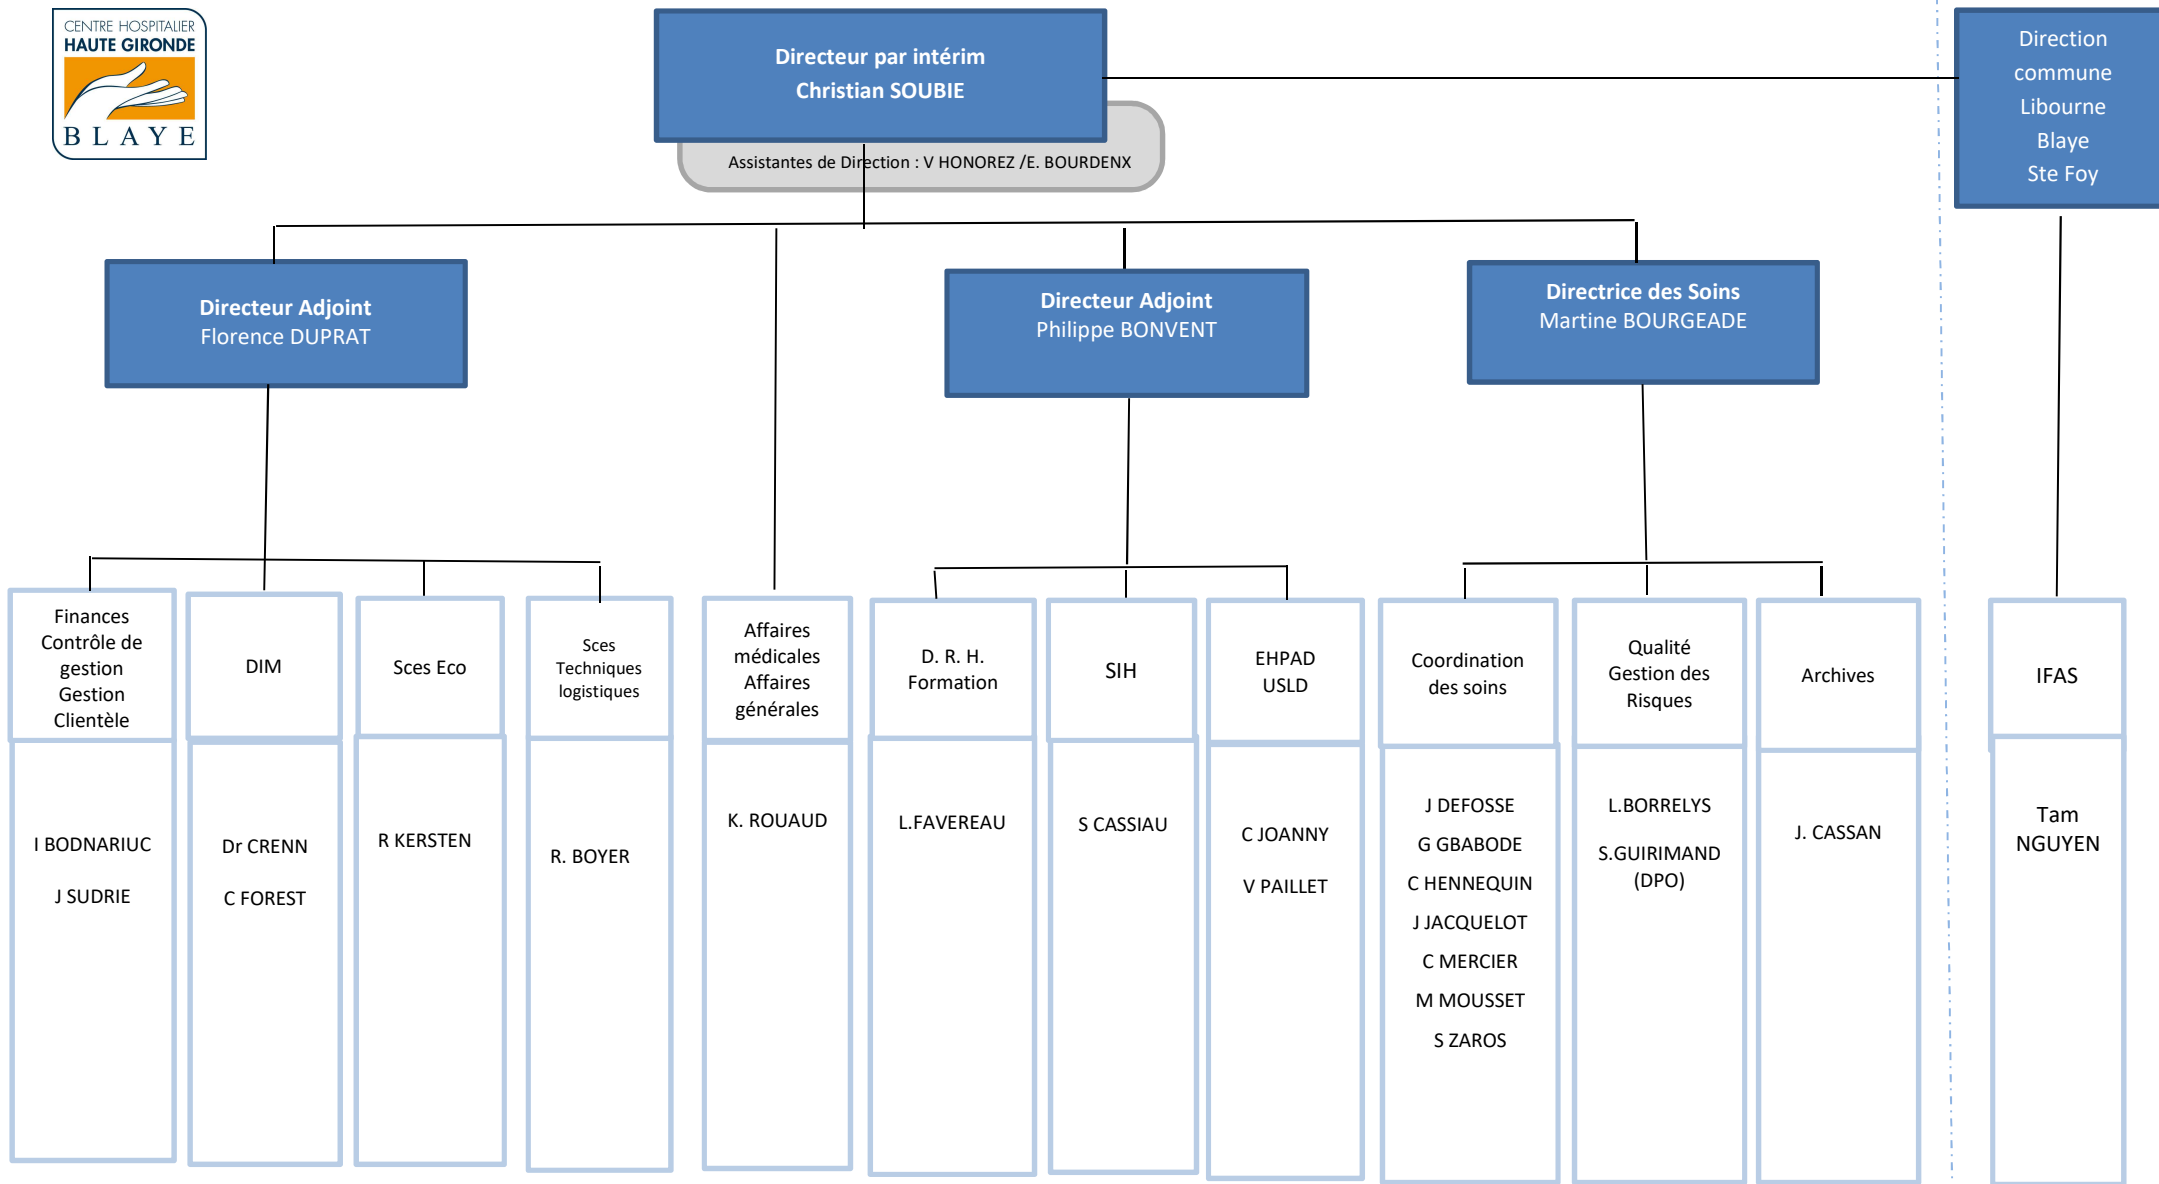 CENTRE HOSPITALIER
HAUTE GIRONDE
BLAYE
Directeur par intérim
Christian SOUBIE
Assistantes de Direction : V HONOREZ /E. BOURDENX
Direction
commune
Libourne
Blaye
Ste Foy
Directeur Adjoint
Florence DUPRAT
Directeur Adjoint
Philippe BONVENT
Directrice des Soins
Martine BOURGEADE
Finances
Contrôle de
gestion
Gestion
Clientèle
DIM
Sces Eco
Sces
Techniques
logistiques
Affaires
médicales
Affaires
générales
D. R. H.
Formation
SIH
EHPAD
USLD
Coordination
des soins
Qualité
Gestion des
Risques
Archives
IFAS
I BODNARIUC
J SUDRIE
Dr CRENN
C FOREST
R KERSTEN
R. BOYER
K. ROUAUD
L.FAVEREAU
S CASSIAU
C JOANNY
V PAILLET
J DEFOSSE
G GBABODE
C HENNEQUIN
J JACQUELOT
C MERCIER
M MOUSSET
S ZAROS
L.BORRELYS
S.GUIRIMAND
(DPO)
J. CASSAN
Tam
NGUYEN